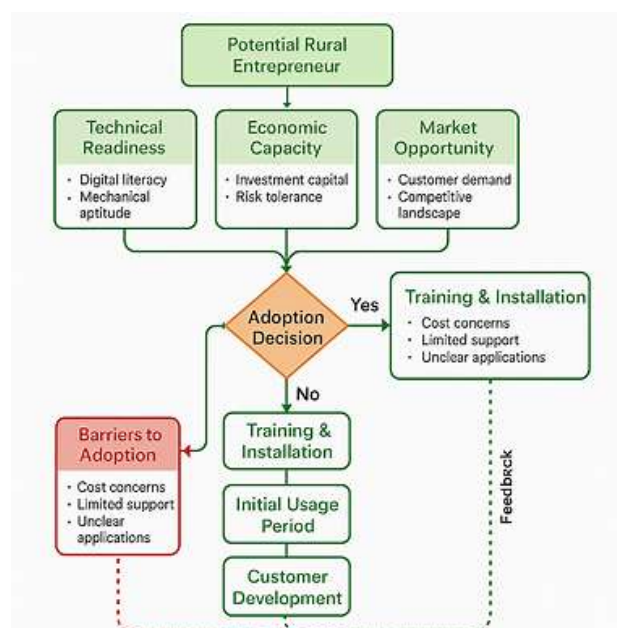 Potential Rural
Entrepreneur
Technical
Readiness
• Digital literacy
• Mechanical
aptitude
Economic
Capacity
• Investment capital
• Risk tolerance
Market
Opportunity
• Customer demand
• Competitive
landscape
Adoption
Decision
Yes
Training & Installation
• Cost concerns
• Limited support
• Unclear applications
No
Barriers to
Adoption
• Cost concerns
• Limited support
• Unclear
applications
Training &
Installation
Initial Usage
Period
Customer
Development
Feedbrck